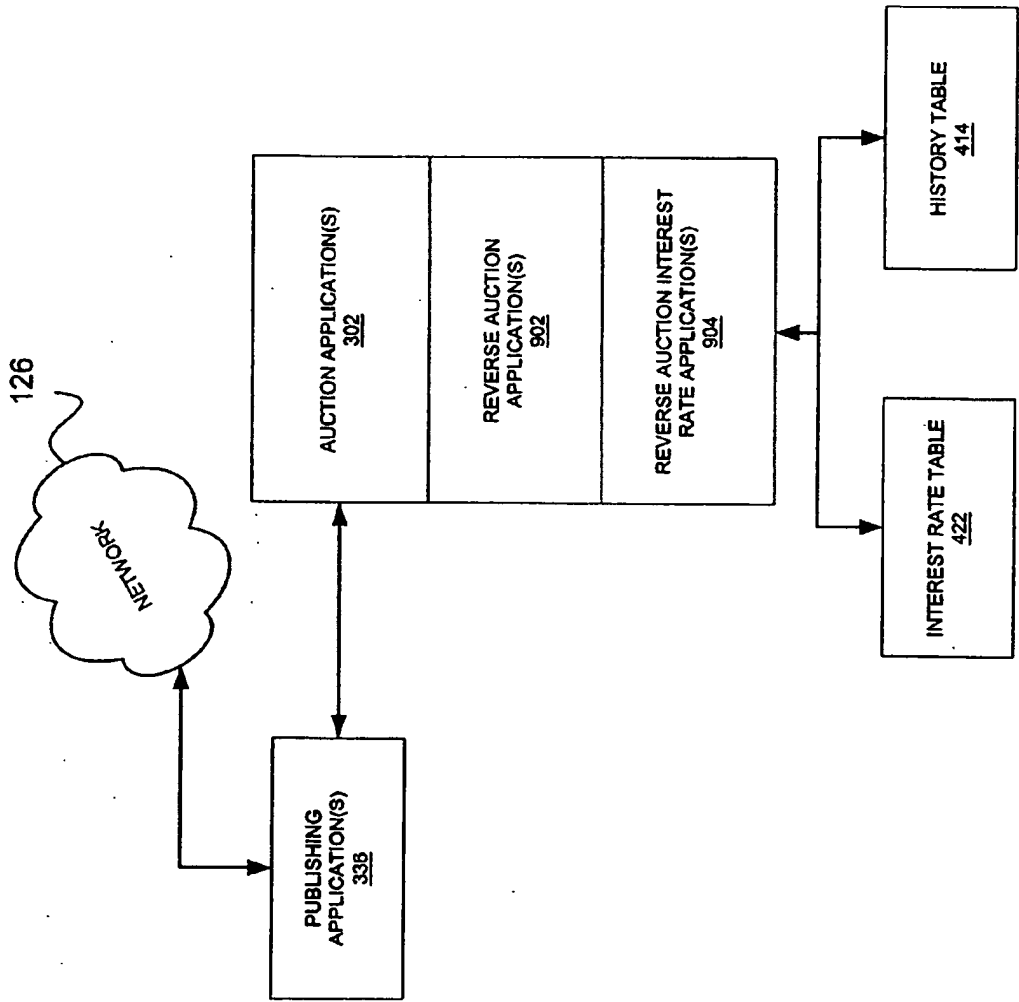 126
NETWORK
PUBLISHING
APPLICATION(S)
336
AUCTION APPLICATION(S)
302
REVERSE AUCTION
APPLICATION(S)
902
REVERSE AUCTION INTEREST
RATE APPLICATION(S)
904
INTEREST RATE TABLE
422
HISTORY TABLE
414